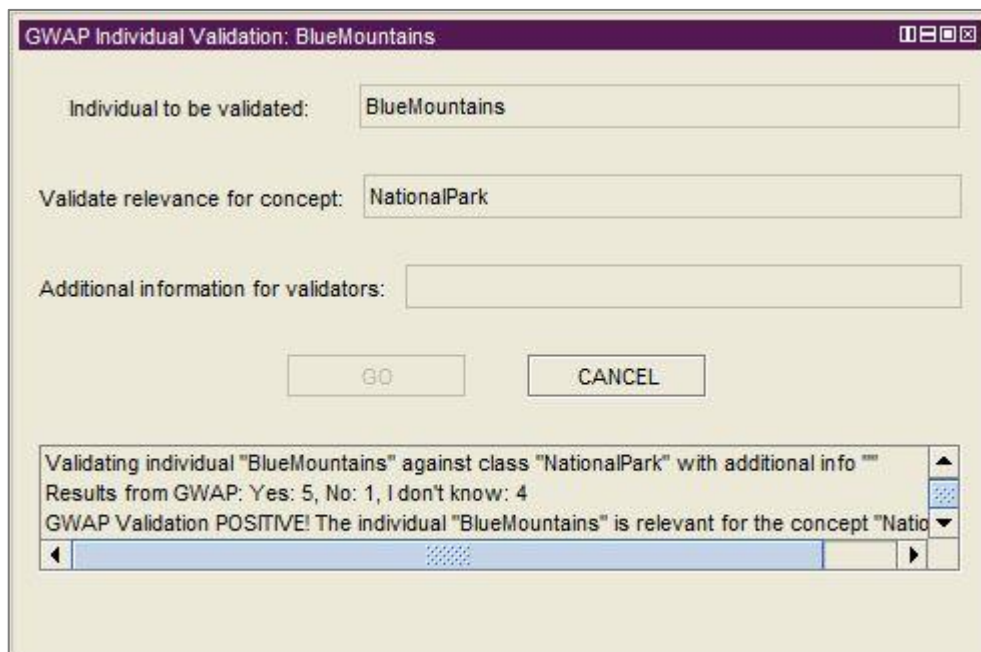 GWAP Individual Validation: BlueMountains
Individual to be validated: BlueMountains
Validate relevance for concept: NationalPark
Additional information for validators:
GO CANCEL
Validating individual "BlueMountains" against class "NationalPark" with additional info ""
Results from GWAP: Yes: 5, No: 1, I don't know: 4
GWAP Validation POSITIVE! The individual "BlueMountains" is relevant for the concept "Natio